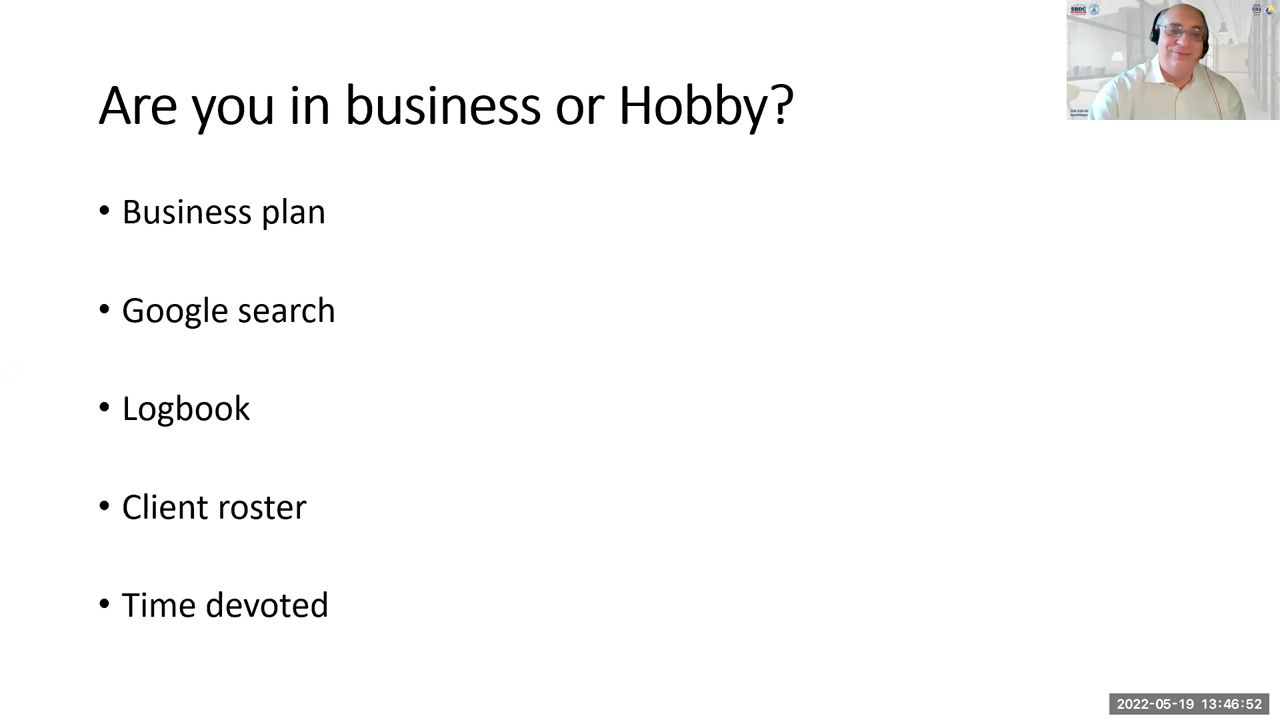 SBDC
Are you in business or Hobby?
• Business plan
• Google search
• Logbook
• Client roster
• Time devoted
2022-05-19 13:46:52